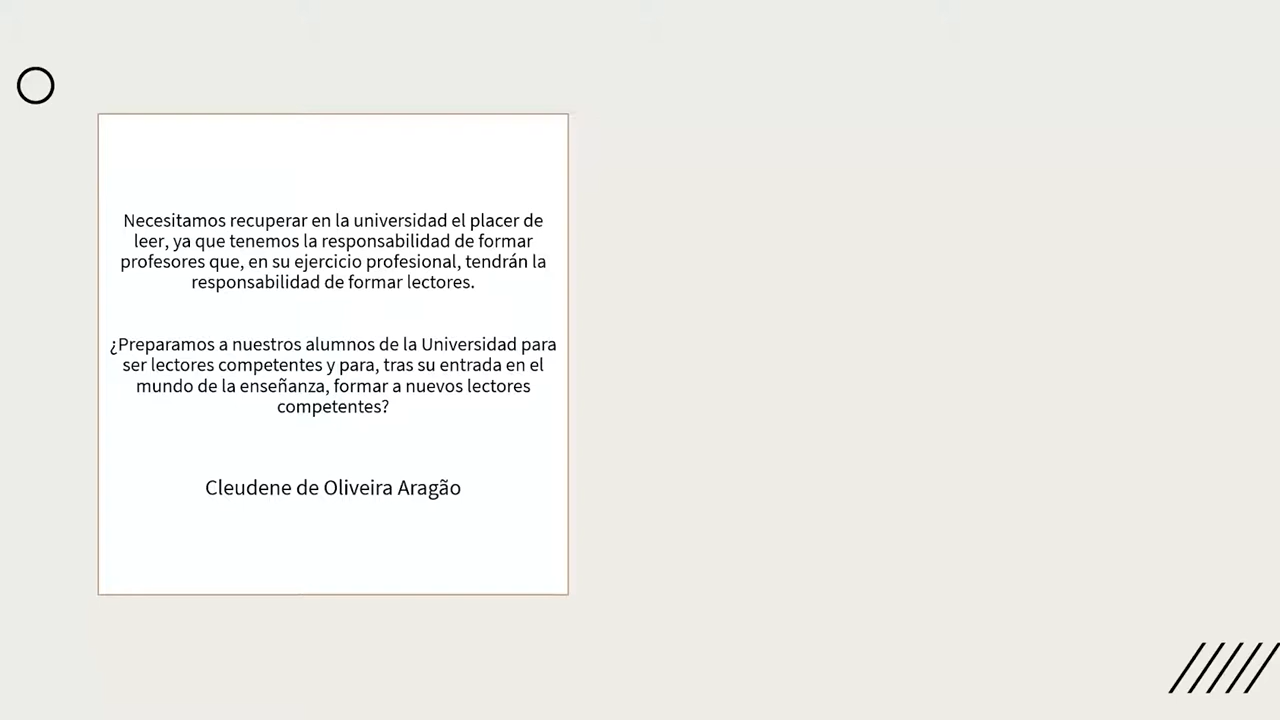 Necesitamos recuperar en la universidad el placer de
leer, ya que tenemos la responsabilidad de formar
profesores que, en su ejercicio profesional, tendrán la
responsabilidad de formar lectores.
¿Preparamos a nuestros alumnos de la Universidad para
ser lectores competentes y para, tras su entrada en el
mundo de la enseñanza, formar a nuevos lectores
competentes?
Cleudene de Oliveira Aragão